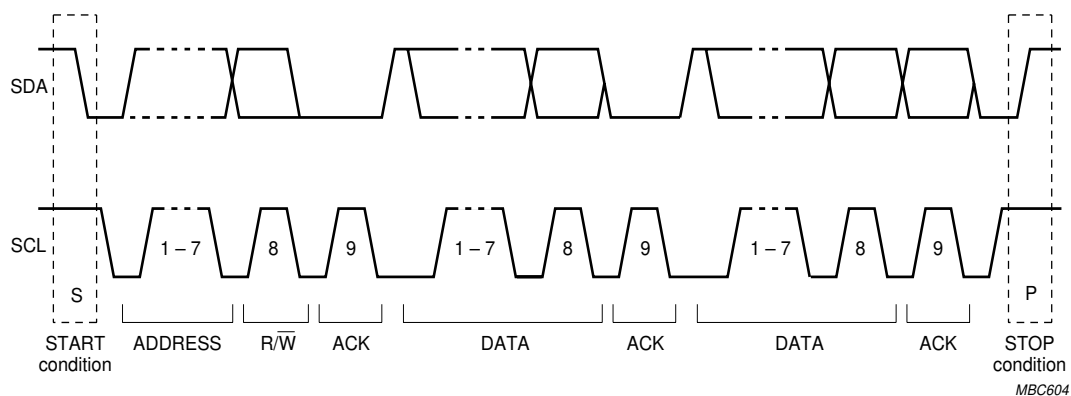 SDA
SCL
1 – 7
8
9
1 – 7
8
9
1 – 7
8
9
S
P
START
condition
ADDRESS
R/W̅
ACK
DATA
ACK
DATA
ACK
STOP
condition
MBC604